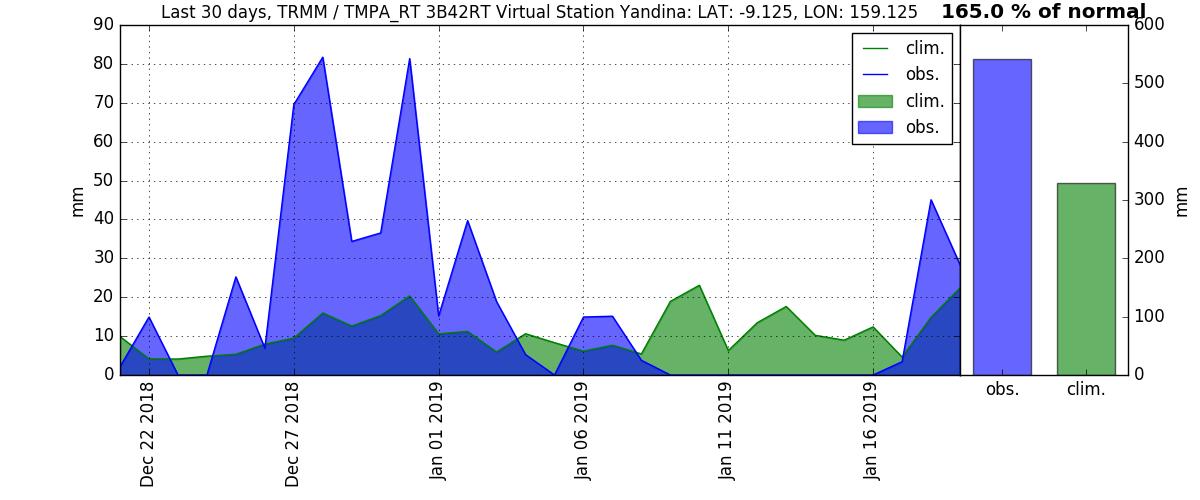 Last 30 days, TRMM / TMPA_RT 3B42RT Virtual Station Yandina: LAT: -9.125, LON: 159.125
165.0 % of normal
90
80
70
60
50
40
30
20
10
0
mm
clim.
obs.
clim.
obs.
600
500
400
300
200
100
0
mm
Dec 22 2018
Dec 27 2018
Jan 01 2019
Jan 06 2019
Jan 11 2019
Jan 16 2019
obs.
clim.